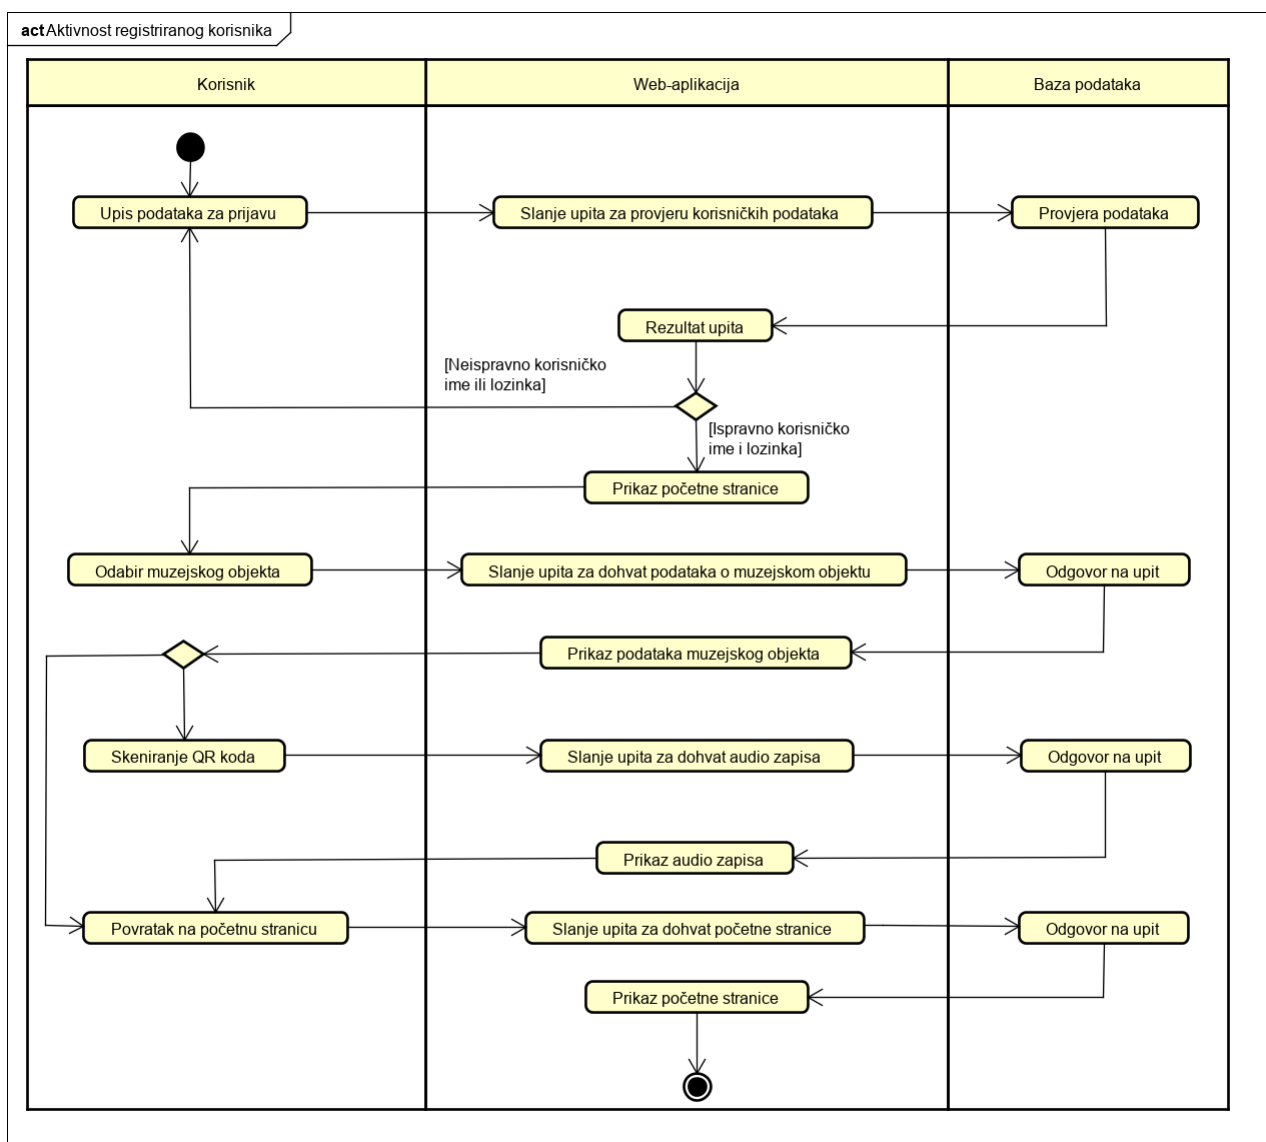 act Aktivnost registriranog korisnika
Korisnik
Web-aplikacija
Baza podataka
Upis podataka za prijavu
Slanje upita za provjeru korisničkih podataka
Provjera podataka
Rezultat upita
[Neispravno korisničko
ime ili lozinka]
[Ispravno korisničko
ime i lozinka]
Prikaz početne stranice
Odabir muzejskog objekta
Slanje upita za dohvat podataka o muzejskom objektu
Odgovor na upit
Prikaz podataka muzejskog objekta
Skeniranje QR koda
Slanje upita za dohvat audio zapisa
Odgovor na upit
Prikaz audio zapisa
Povratak na početnu stranicu
Slanje upita za dohvat početne stranice
Odgovor na upit
Prikaz početne stranice